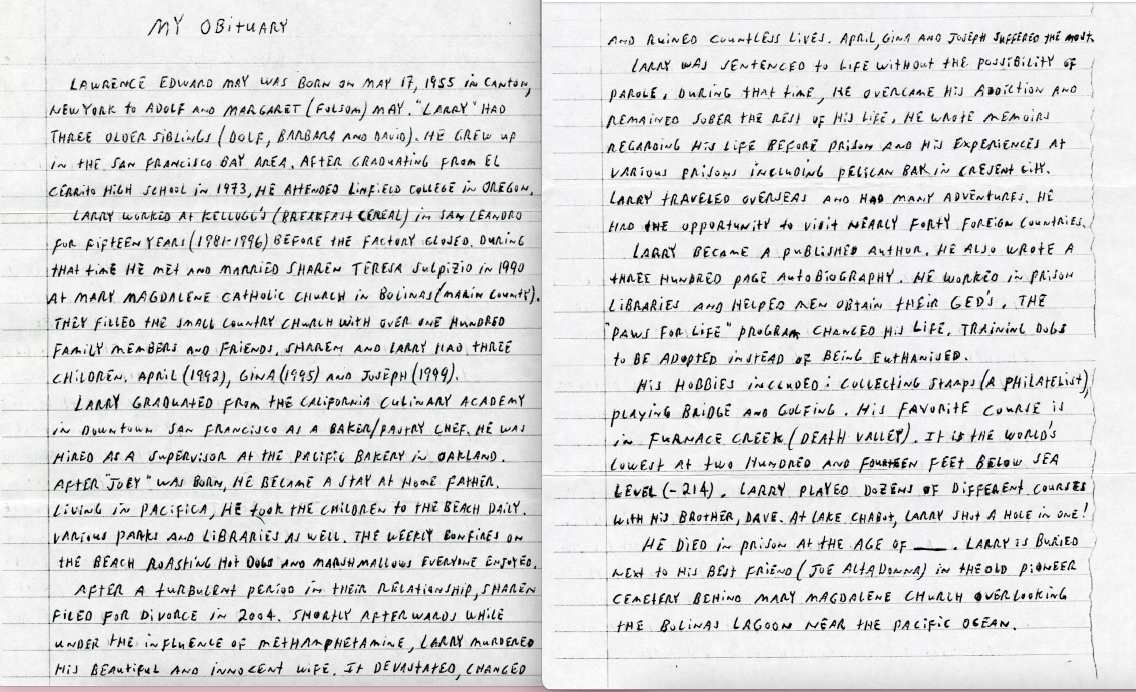 MY OBITUARY
LAWRENCE EDWARD MAY WAS BORN ON MAY 17, 1955 IN CANTON,
NEW YORK TO ADOLF AND MARGARET (FOLSOM) MAY. "LARRY" HAD
THREE OLDER SIBLINGS (DOLF, BARBARA AND DAVID). HE GREW UP
IN THE SAN FRANCISCO BAY AREA. AFTER GRADUATING FROM EL
CERRITO HIGH SCHOOL IN 1973, HE ATTENDED LINFIELD COLLEGE IN OREGON.
LARRY WORKED AT KELLOGG'S (BREAKFAST CEREAL) IN SAN LEANDRO
FOR FIFTEEN YEARS (1981-1996) BEFORE THE FACTORY CLOSED. DURING
THAT TIME HE MET AND MARRIED SHAREN TERESA SULPIZIO IN 1990
AT MARY MAGDALENE CATHOLIC CHURCH IN BOLINAS (MARIN COUNTY).
THEY FILLED THE SMALL COUNTRY CHURCH WITH OVER ONE HUNDRED
FAMILY MEMBERS AND FRIENDS. SHAREN AND LARRY HAD THREE
CHILDREN. APRIL (1992), GINA (1995) AND JOSEPH (1999).
LARRY GRADUATED FROM THE CALIFORNIA CULINARY ACADEMY
IN DOWNTOWN SAN FRANCISCO AS A BAKER/PASTRY CHEF. HE WAS
HIRED AS A SUPERVISOR AT THE PACIFIC BAKERY IN OAKLAND.
AFTER "JOEY" WAS BORN, HE BECAME A STAY AT HOME FATHER.
LIVING IN PACIFICA, HE TOOK THE CHILDREN TO THE BEACH DAILY.
VARIOUS PARKS AND LIBRARIES AS WELL. THE WEEKLY BONFIRES ON
THE BEACH ROASTING HOT DOGS AND MARSHMALLOWS EVERYONE ENJOYED.
AFTER A TURBULENT PERIOD IN THEIR RELATIONSHIP, SHAREN
FILED FOR DIVORCE IN 2004. SHORTLY AFTERWARDS WHILE
UNDER THE INFLUENCE OF METHAMPHETAMINE, LARRY MURDERED
HIS BEAUTIFUL AND INNOCENT WIFE. IT DEVASTATED, CHANGED
AND RUINED COUNTLESS LIVES. APRIL, GINA AND JOSEPH SUFFERED THE MOST.
LARRY WAS SENTENCED TO LIFE WITHOUT THE POSSIBILITY OF
PAROLE. DURING THAT TIME, HE OVERCAME HIS ADDICTION AND
REMAINED SOBER THE REST OF HIS LIFE. HE WROTE MEMOIRS
REGARDING HIS LIFE BEFORE PRISON AND HIS EXPERIENCES AT
VARIOUS PRISONS INCLUDING PELICAN BAY IN CRESENT CITY.
LARRY TRAVELED OVERSEAS AND HAD MANY ADVENTURES. HE
HAD THE OPPORTUNITY TO VISIT NEARLY FORTY FOREIGN COUNTRIES.
LARRY BECAME A PUBLISHED AUTHOR. HE ALSO WROTE A
THREE HUNDRED PAGE AUTOBIOGRAPHY. HE WORKED IN PRISON
LIBRARIES AND HELPED MEN OBTAIN THEIR GED'S. THE
"PAWS FOR LIFE" PROGRAM CHANGED HIS LIFE. TRAINING DOGS
TO BE ADOPTED INSTEAD OF BEING EUTHANISED.
HIS HOBBIES INCLUDED: COLLECTING STAMPS (A PHILATELIST),
PLAYING BRIDGE AND GOLFING. HIS FAVORITE COURSE IS
IN FURNACE CREEK (DEATH VALLEY). IT IS THE WORLD'S
LOWEST AT TWO HUNDRED AND FOURTEEN FEET BELOW SEA
LEVEL (-214). LARRY PLAYED DOZENS OF DIFFERENT COURSES
WITH HIS BROTHER, DAVE. AT LAKE CHABOT, LARRY SHOT A HOLE IN ONE!
HE DIED IN PRISON AT THE AGE OF ___. LARRY IS BURIED
NEXT TO HIS BEST FRIEND (JOE ALTADONNA) IN THE OLD PIONEER
CEMETERY BEHIND MARY MAGDALENE CHURCH OVERLOOKING
THE BOLINAS LAGOON NEAR THE PACIFIC OCEAN.